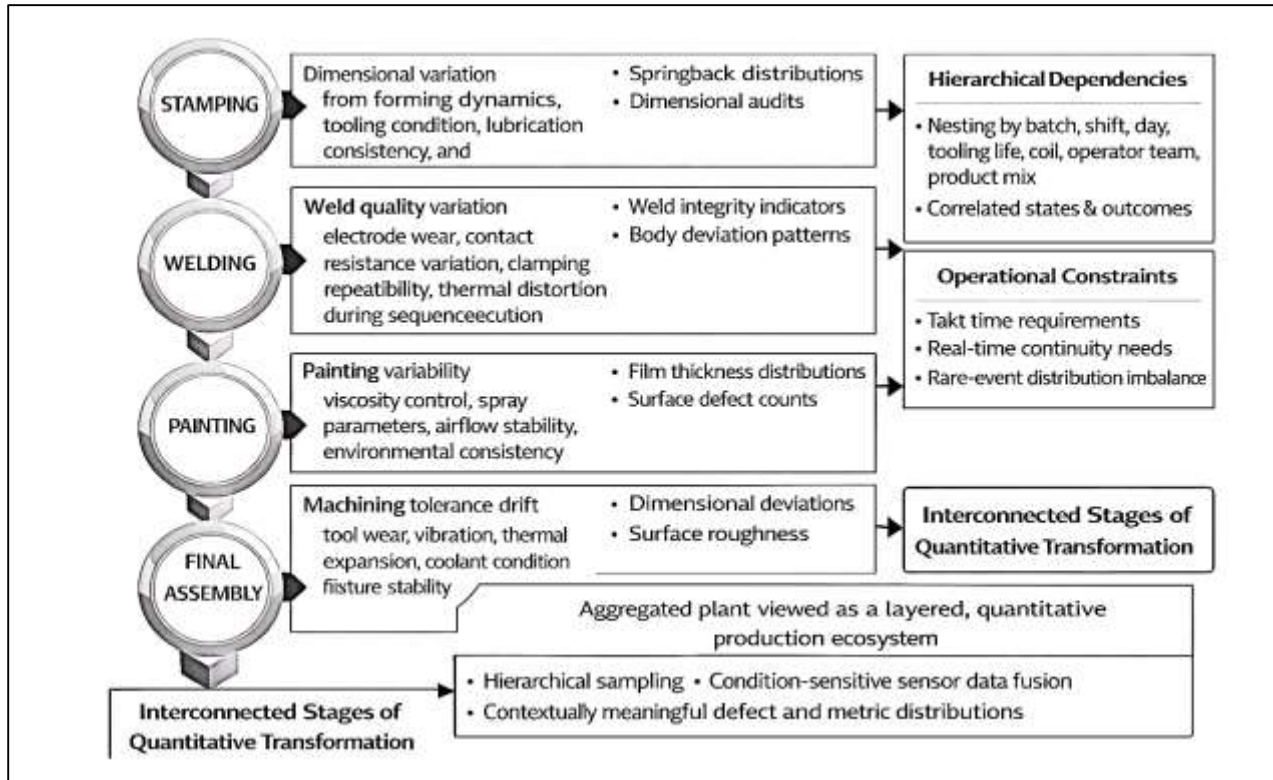 STAMPING
Dimensional variation
from forming dynamics,
tooling condition, lubrication
consistency, and
• Springback distributions
• Dimensional audits
Hierarchical Dependencies
• Nesting by batch, shift, day,
tooling life, coil, operator team,
product mix
• Correlated states & outcomes
WELDING
Weld quality variation
electrode wear, contact
resistance variation, clamping
repeatibility, thermal distortion
during sequenceecution
• Weld integrity indicators
• Body deviation patterns
Operational Constraints
• Takt time requirements
• Real-time continuity needs
• Rare-event distribution imbalance
PAINTING
Painting variability
viscosity control, spray
parameters, airflow stability,
environmental consistency
• Film thickness distributions
• Surface defect counts
FINAL
ASSEMBLY
Machining tolerance drift
tool wear, vibration, thermal
expansion, coolant condition
fiisture stability
• Dimensional deviations
• Surface roughness
Interconnected Stages of
Quantitative Transformation
Aggregated plant viewed as a layered, quantitative
production ecosystem
• Hierarchical sampling • Condition-sensitive sensor data fusion
• Contextually meaningful defect and metric distributions
Interconnected Stages of
Quantitative Transformation